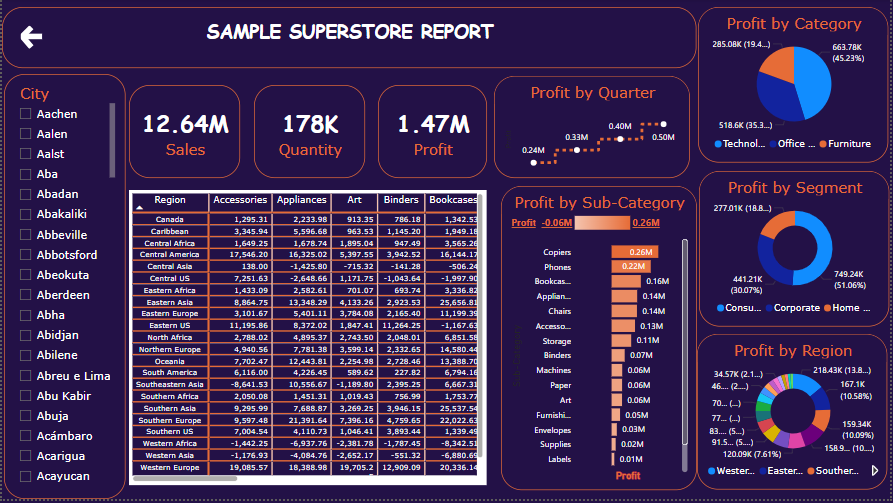 SAMPLE SUPERSTORE REPORT
City
Aachen
Aalen
Aalst
Aba
Abadan
Abakaliki
Abbeville
Abbotsford
Abeokuta
Aberdeen
Abha
Abidjan
Abilene
Abreu e Lima
Abu Kabir
Abuja
Acámbaro
Acarigua
Acayucan
12.64M
Sales
178K
Quantity
1.47M
Profit
Region Accessories Appliances Art Binders Bookcases
Canada 1,295.31 2,233.98 913.35 786.18 1,342.53
Caribbean 3,345.94 5,596.68 963.53 1,145.20 1,949.18
Central Africa 1,649.25 1,678.74 1,895.04 947.49 3,565.26
Central America 17,546.20 16,325.02 5,397.55 3,942.52 16,144.17
Central Asia 138.00 -1,425.80 -715.32 -141.28 -506.24
Central US 7,251.63 -2,648.66 1,171.75 -1,043.64 -1,997.90
Eastern Africa 1,433.09 2,582.61 701.07 693.74 3,336.82
Eastern Asia 8,864.75 13,348.29 4,133.26 2,923.53 25,656.81
Eastern Europe 3,101.67 5,401.11 3,784.08 2,165.40 11,199.39
Eastern US 11,195.86 8,372.02 1,847.41 11,264.25 -1,167.63
North Africa 2,788.02 4,895.37 2,743.50 2,048.01 6,851.58
Northern Europe 4,940.56 7,781.38 3,599.14 2,332.65 14,580.44
Oceania 7,702.47 12,443.81 2,254.98 2,728.46 13,388.70
South America 6,116.00 4,226.45 589.62 227.82 6,794.16
Southeastern Asia -8,641.53 10,556.67 -1,189.80 2,395.25 6,667.31
Southern Africa 2,050.08 1,451.31 1,019.43 756.99 1,753.77
Southern Asia 9,295.99 7,688.87 3,269.25 3,946.15 25,537.54
Southern Europe 9,597.48 21,391.64 7,396.16 4,759.65 22,022.63
Southern US 7,004.54 4,110.73 1,046.41 3,893.44 1,339.49
Western Africa -1,442.25 -6,937.76 -2,381.78 -1,787.45 -8,342.51
Western Asia -1,176.93 -4,084.76 -2,652.17 -551.32 -6,880.69
Western Europe 19,085.57 18,388.98 19,705.2 12,909.09 20,336.14
Profit by Quarter
0.24M
0.33M
0.40M
0.50M
Profit by Sub-Category
Profit -0.06M 0.26M
Copiers 0.26M
Phones 0.22M
Bookcas... 0.16M
Applian... 0.14M
Chairs 0.14M
Accesso... 0.13M
Storage 0.11M
Binders 0.07M
Machines 0.06M
Paper 0.06M
Art 0.06M
Furnishi... 0.05M
Envelopes 0.03M
Supplies 0.02M
Labels 0.01M
Profit
Profit by Category
285.08K (19.4...)
663.78K
(45.23%)
518.6K (35.3...)
Technol... Office ... Furniture
Profit by Segment
277.01K (18.8...)
441.21K
(30.07%)
749.24K
(51.06%)
Consu... Corporate Home ...
Profit by Region
34.57K (2.1...)
46... (2...)
70... (...)
77... (...)
83.... (5...)
91.5... (5....)
120.09K (7.61%)
218.43K (13.8...)
167.1K
(10.58%)
159.34K
(10.09%)
158.9... (10....)
Wester... Easter... Souther...